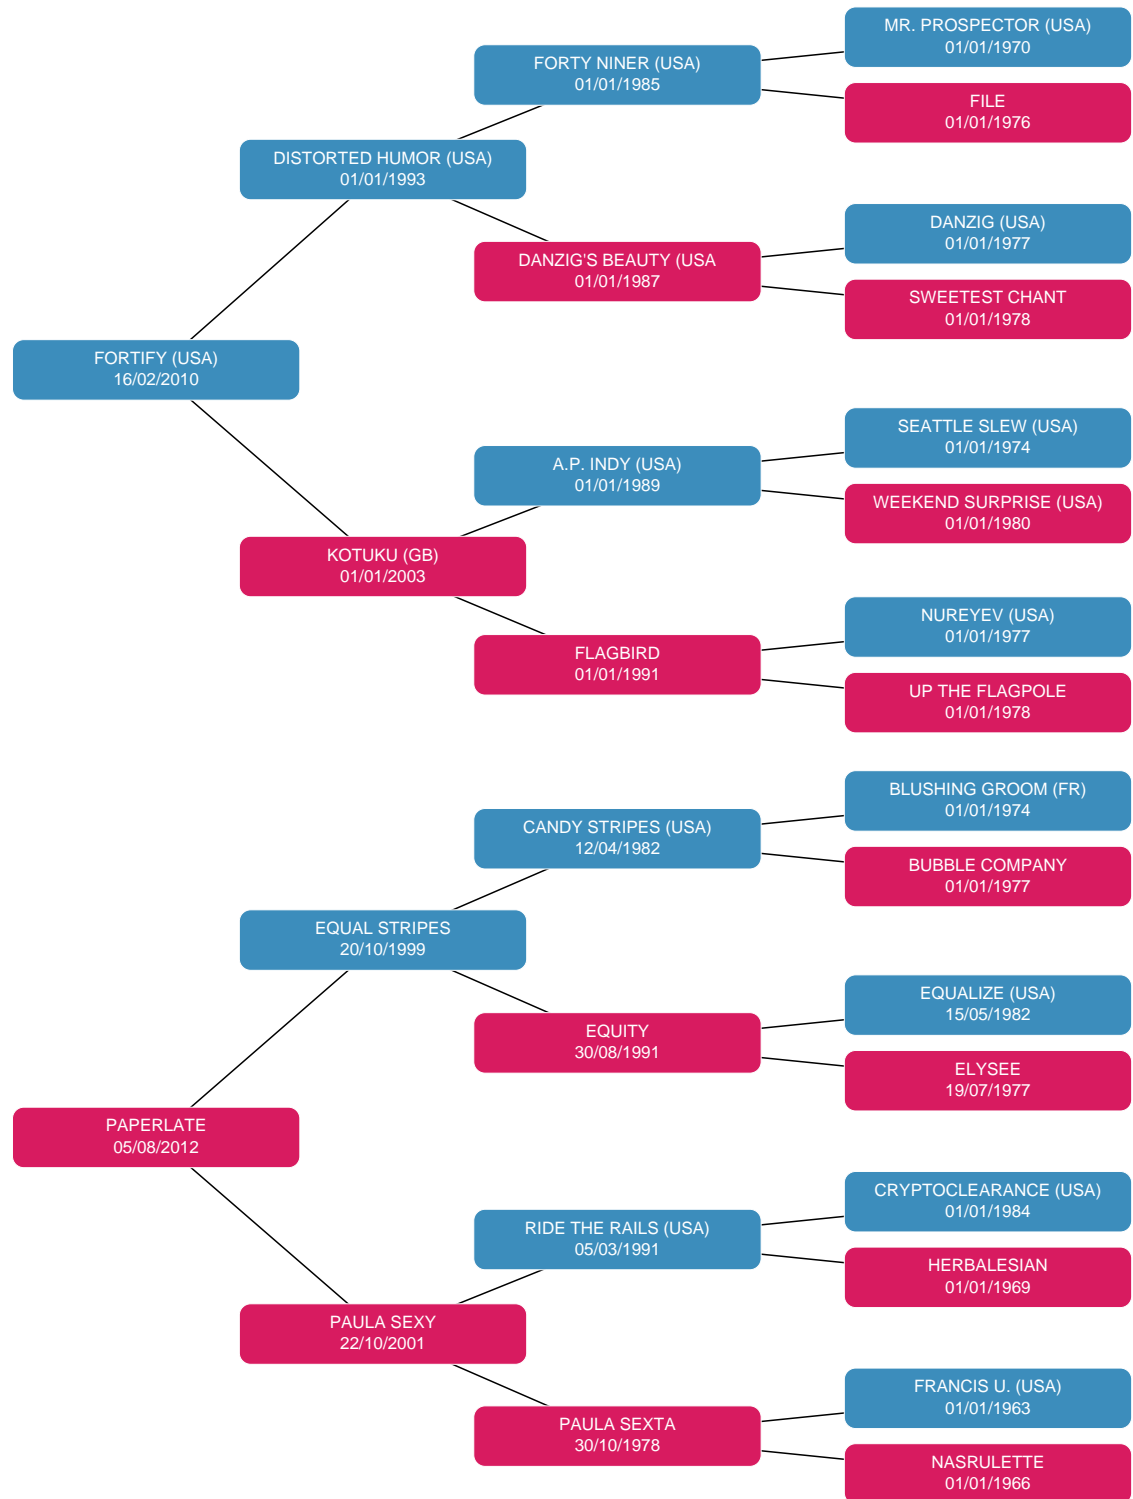 MR. PROSPECTOR (USA)
01/01/1970
FORTY NINER (USA)
01/01/1985
FILE
01/01/1976
DISTORTED HUMOR (USA)
01/01/1993
DANZIG (USA)
01/01/1977
DANZIG'S BEAUTY (USA
01/01/1987
SWEETEST CHANT
01/01/1978
FORTIFY (USA)
16/02/2010
SEATTLE SLEW (USA)
01/01/1974
A.P. INDY (USA)
01/01/1989
WEEKEND SURPRISE (USA)
01/01/1980
KOTUKU (GB)
01/01/2003
NUREYEV (USA)
01/01/1977
FLAGBIRD
01/01/1991
UP THE FLAGPOLE
01/01/1978
BLUSHING GROOM (FR)
01/01/1974
CANDY STRIPES (USA)
12/04/1982
BUBBLE COMPANY
01/01/1977
EQUAL STRIPES
20/10/1999
EQUALIZE (USA)
15/05/1982
EQUITY
30/08/1991
ELYSEE
19/07/1977
PAPERLATE
05/08/2012
CRYPTOCLEARANCE (USA)
01/01/1984
RIDE THE RAILS (USA)
05/03/1991
HERBALESIAN
01/01/1969
PAULA SEXY
22/10/2001
FRANCIS U. (USA)
01/01/1963
PAULA SEXTA
30/10/1978
NASRULETTE
01/01/1966